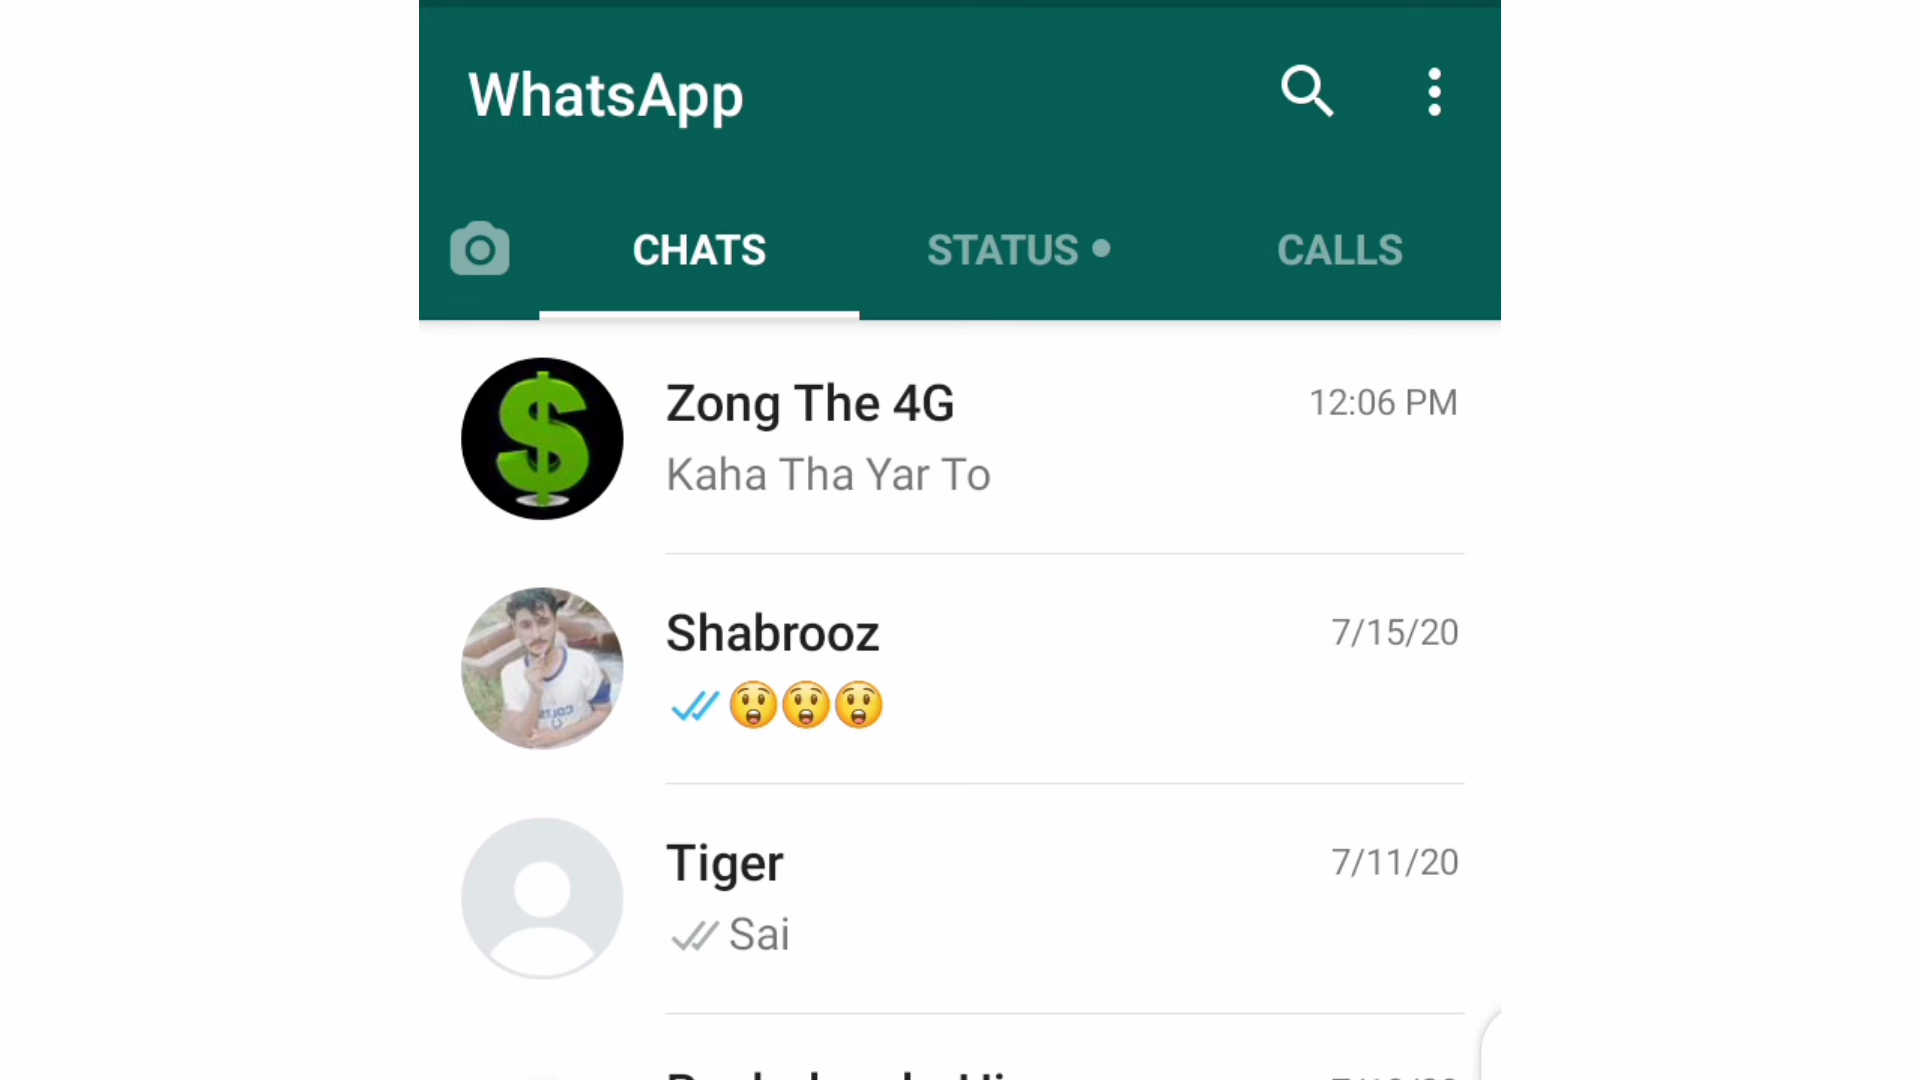 WhatsApp
CHATS
STATUS
CALLS
Zong The 4G
12:06 PM
Kaha Tha Yar To
Shabrooz
7/15/20
😲😲😲
Tiger
7/11/20
Sai